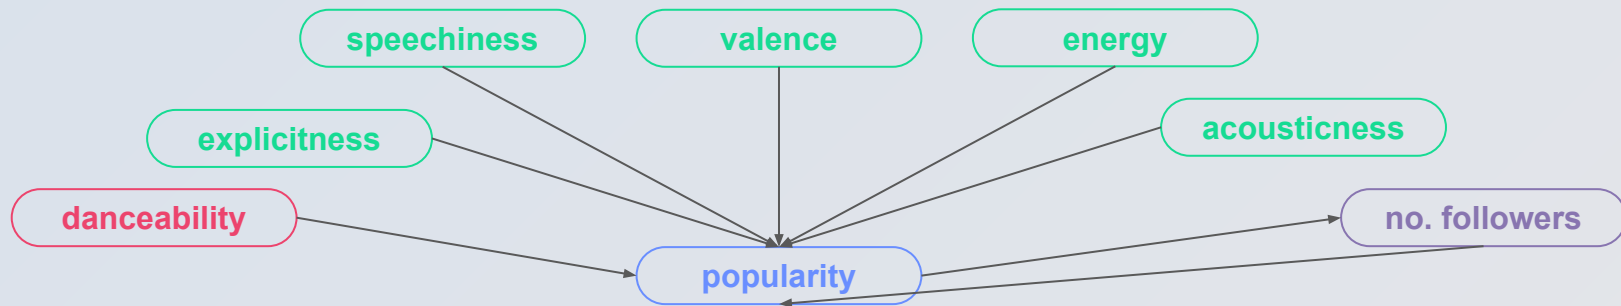 speechiness
valence
energy
explicitness
acousticness
danceability
no. followers
popularity